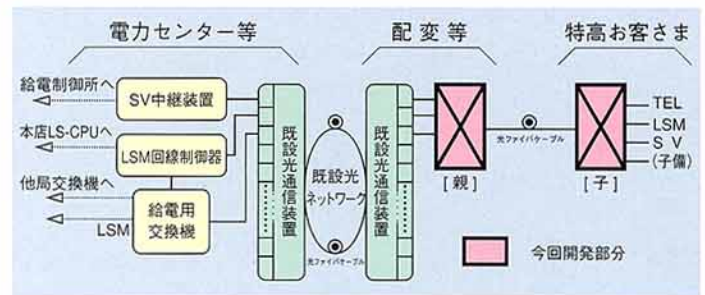 電力センター等
配変等
特高お客さま
給電制御所へ
SV中継装置
本店LS-CPUへ
LSM回線制御器
他局交換機へ
LSM
給電用
交換機
既設光通信装置
既設光
ネットワーク
光ファイバケーブル
既設光通信装置
[親]
光ファイバケーブル
[子]
TEL
LSM
SV
(予備)
今回開発部分